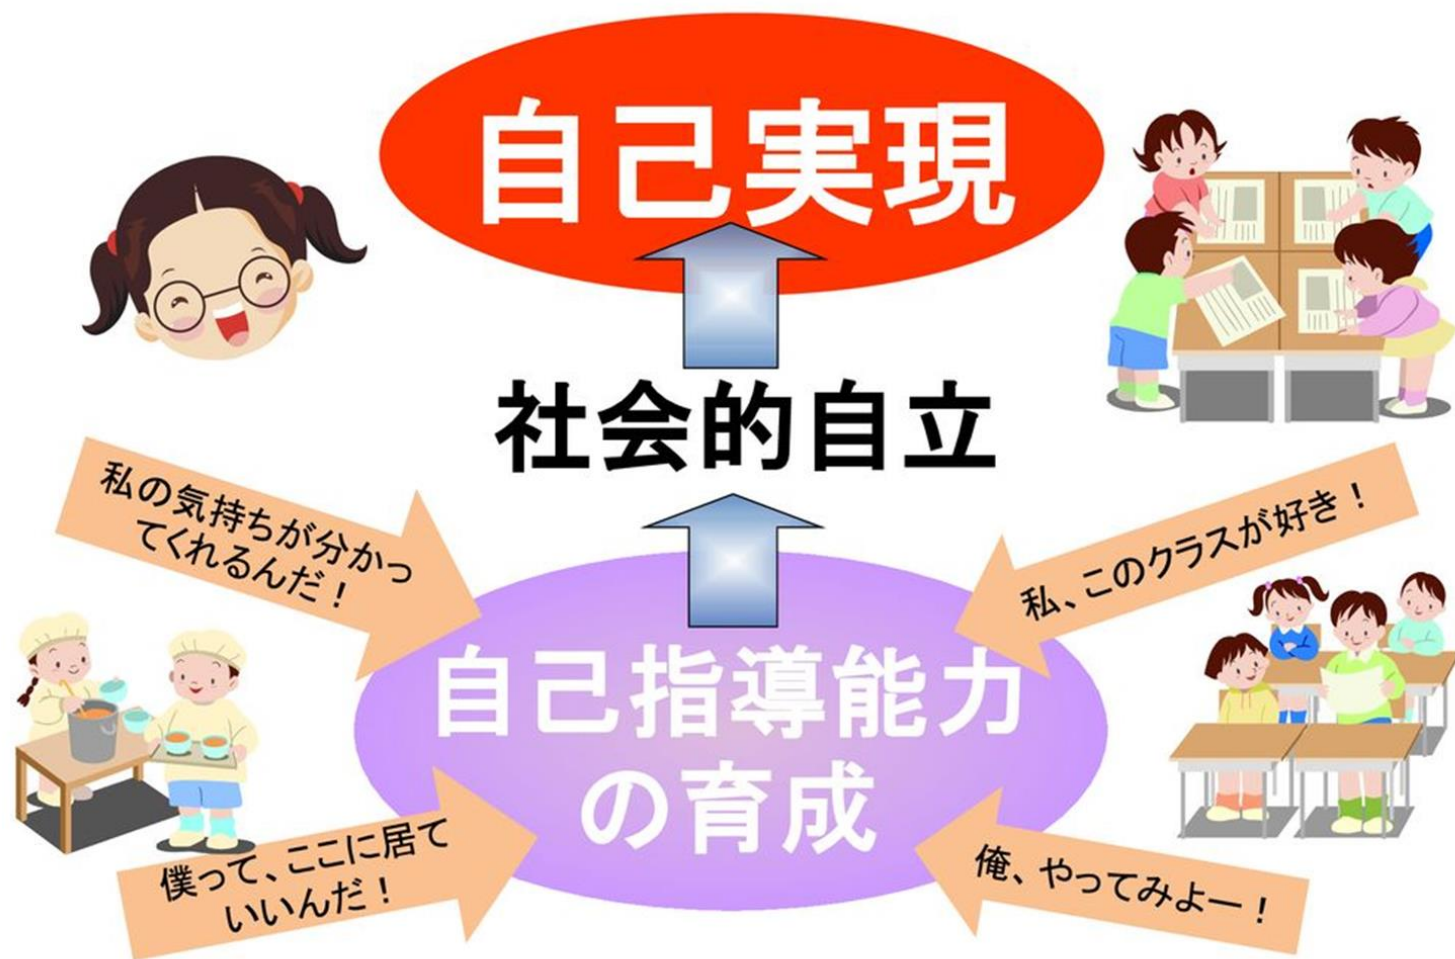 自己実現
社会的自立
私の気持ちが分かっ
てくれるんだ！
私、このクラスが好き！
自己指導能力
の育成
僕って、ここに居て
いいんだ！
俺、やってみよー！